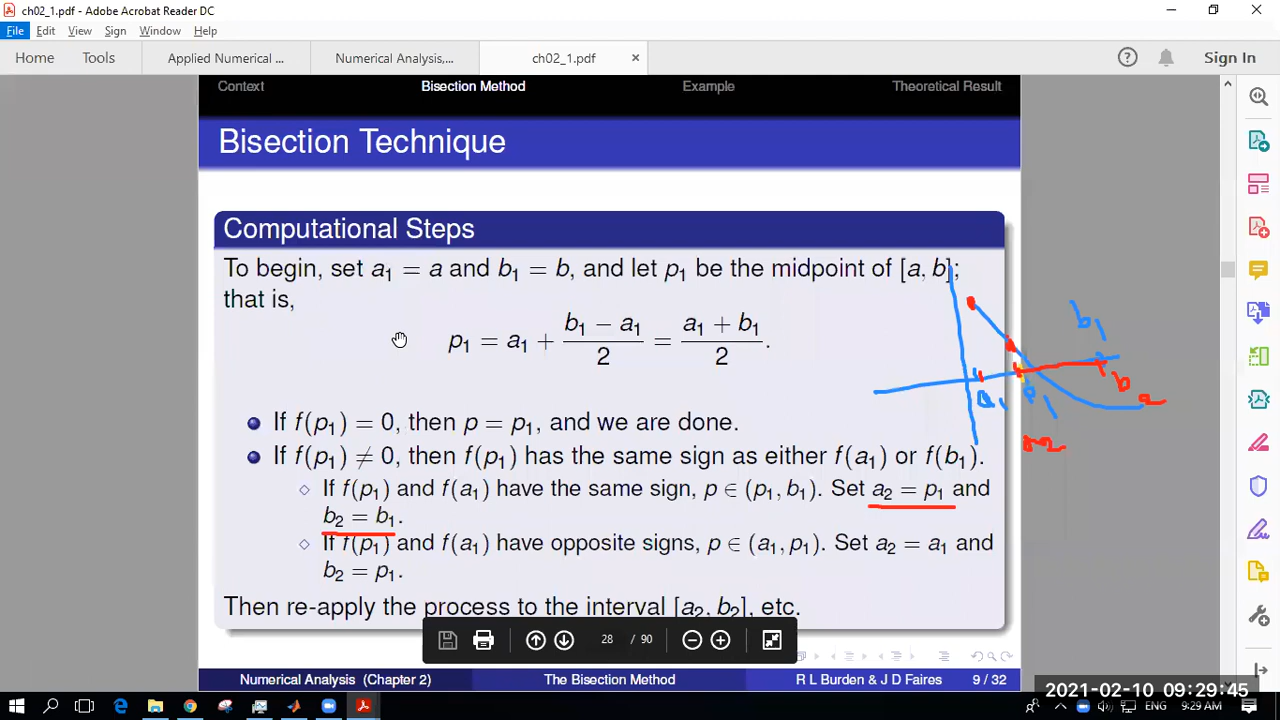 ch02_1.pdf - Adobe Acrobat Reader DC
File Edit View Sign Window Help
Home Tools Applied Numerical ... Numerical Analysis,... ch02_1.pdf × Sign In
Context Bisection Method Example Theoretical Result
Bisection Technique
Computational Steps
To begin, set a₁ = a and b₁ = b, and let p₁ be the midpoint of [a, b];
that is,
p₁ = a₁ + (b₁ − a₁)/2 = (a₁ + b₁)/2.
If f(p₁) = 0, then p = p₁, and we are done.
If f(p₁) ≠ 0, then f(p₁) has the same sign as either f(a₁) or f(b₁).
If f(p₁) and f(a₁) have the same sign, p ∈ (p₁, b₁). Set a₂ = p₁ and
b₂ = b₁.
If f(p₁) and f(a₁) have opposite signs, p ∈ (a₁, p₁). Set a₂ = a₁ and
b₂ = p₁.
Then re-apply the process to the interval [a₂, b₂], etc.
b₁
a₁
b
28 / 90
Numerical Analysis (Chapter 2) The Bisection Method R L Burden & J D Faires 9 / 32
2021-02-10 09:29:45
ENG 9:29 AM